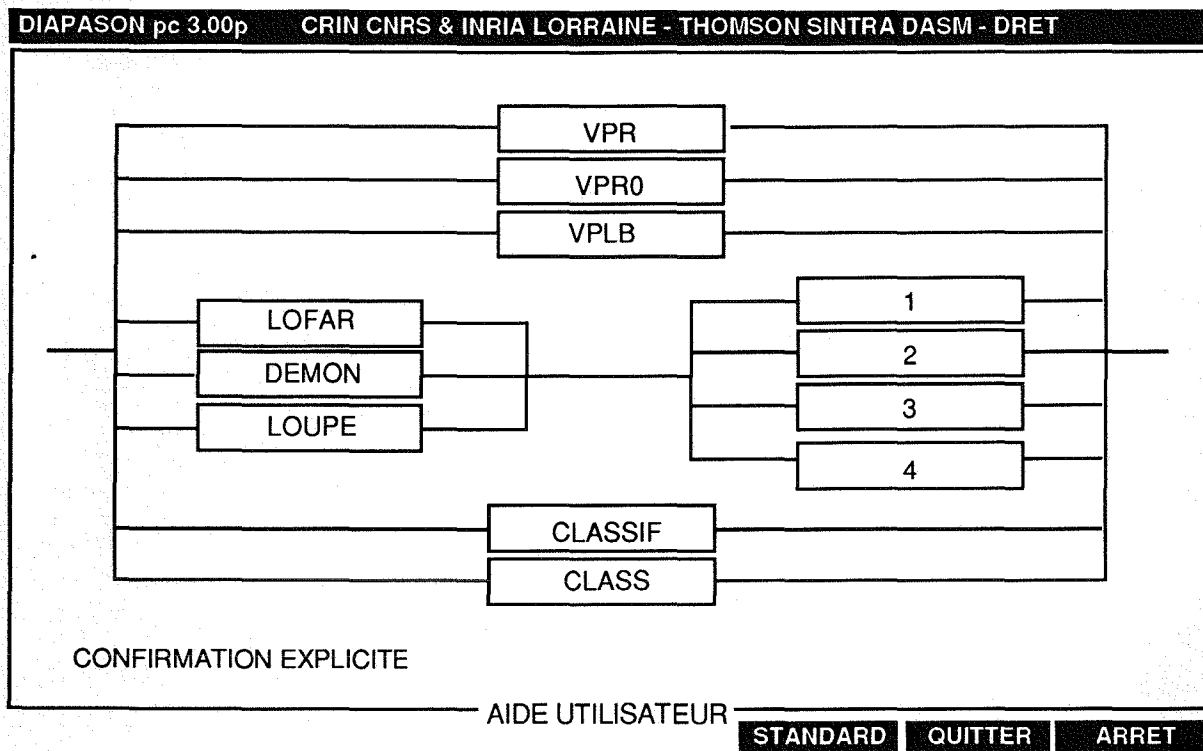 DIAPASON pc 3.00p CRIN CNRS & INRIA LORRAINE - THOMSON SINTRA DASM - DRET
VPR
VPR0
VPLB
LOFAR
DEMON
LOUPE
1
2
3
4
CLASSIF
CLASS
CONFIRMATION EXPLICITE
AIDE UTILISATEUR
STANDARD QUITTER ARRET